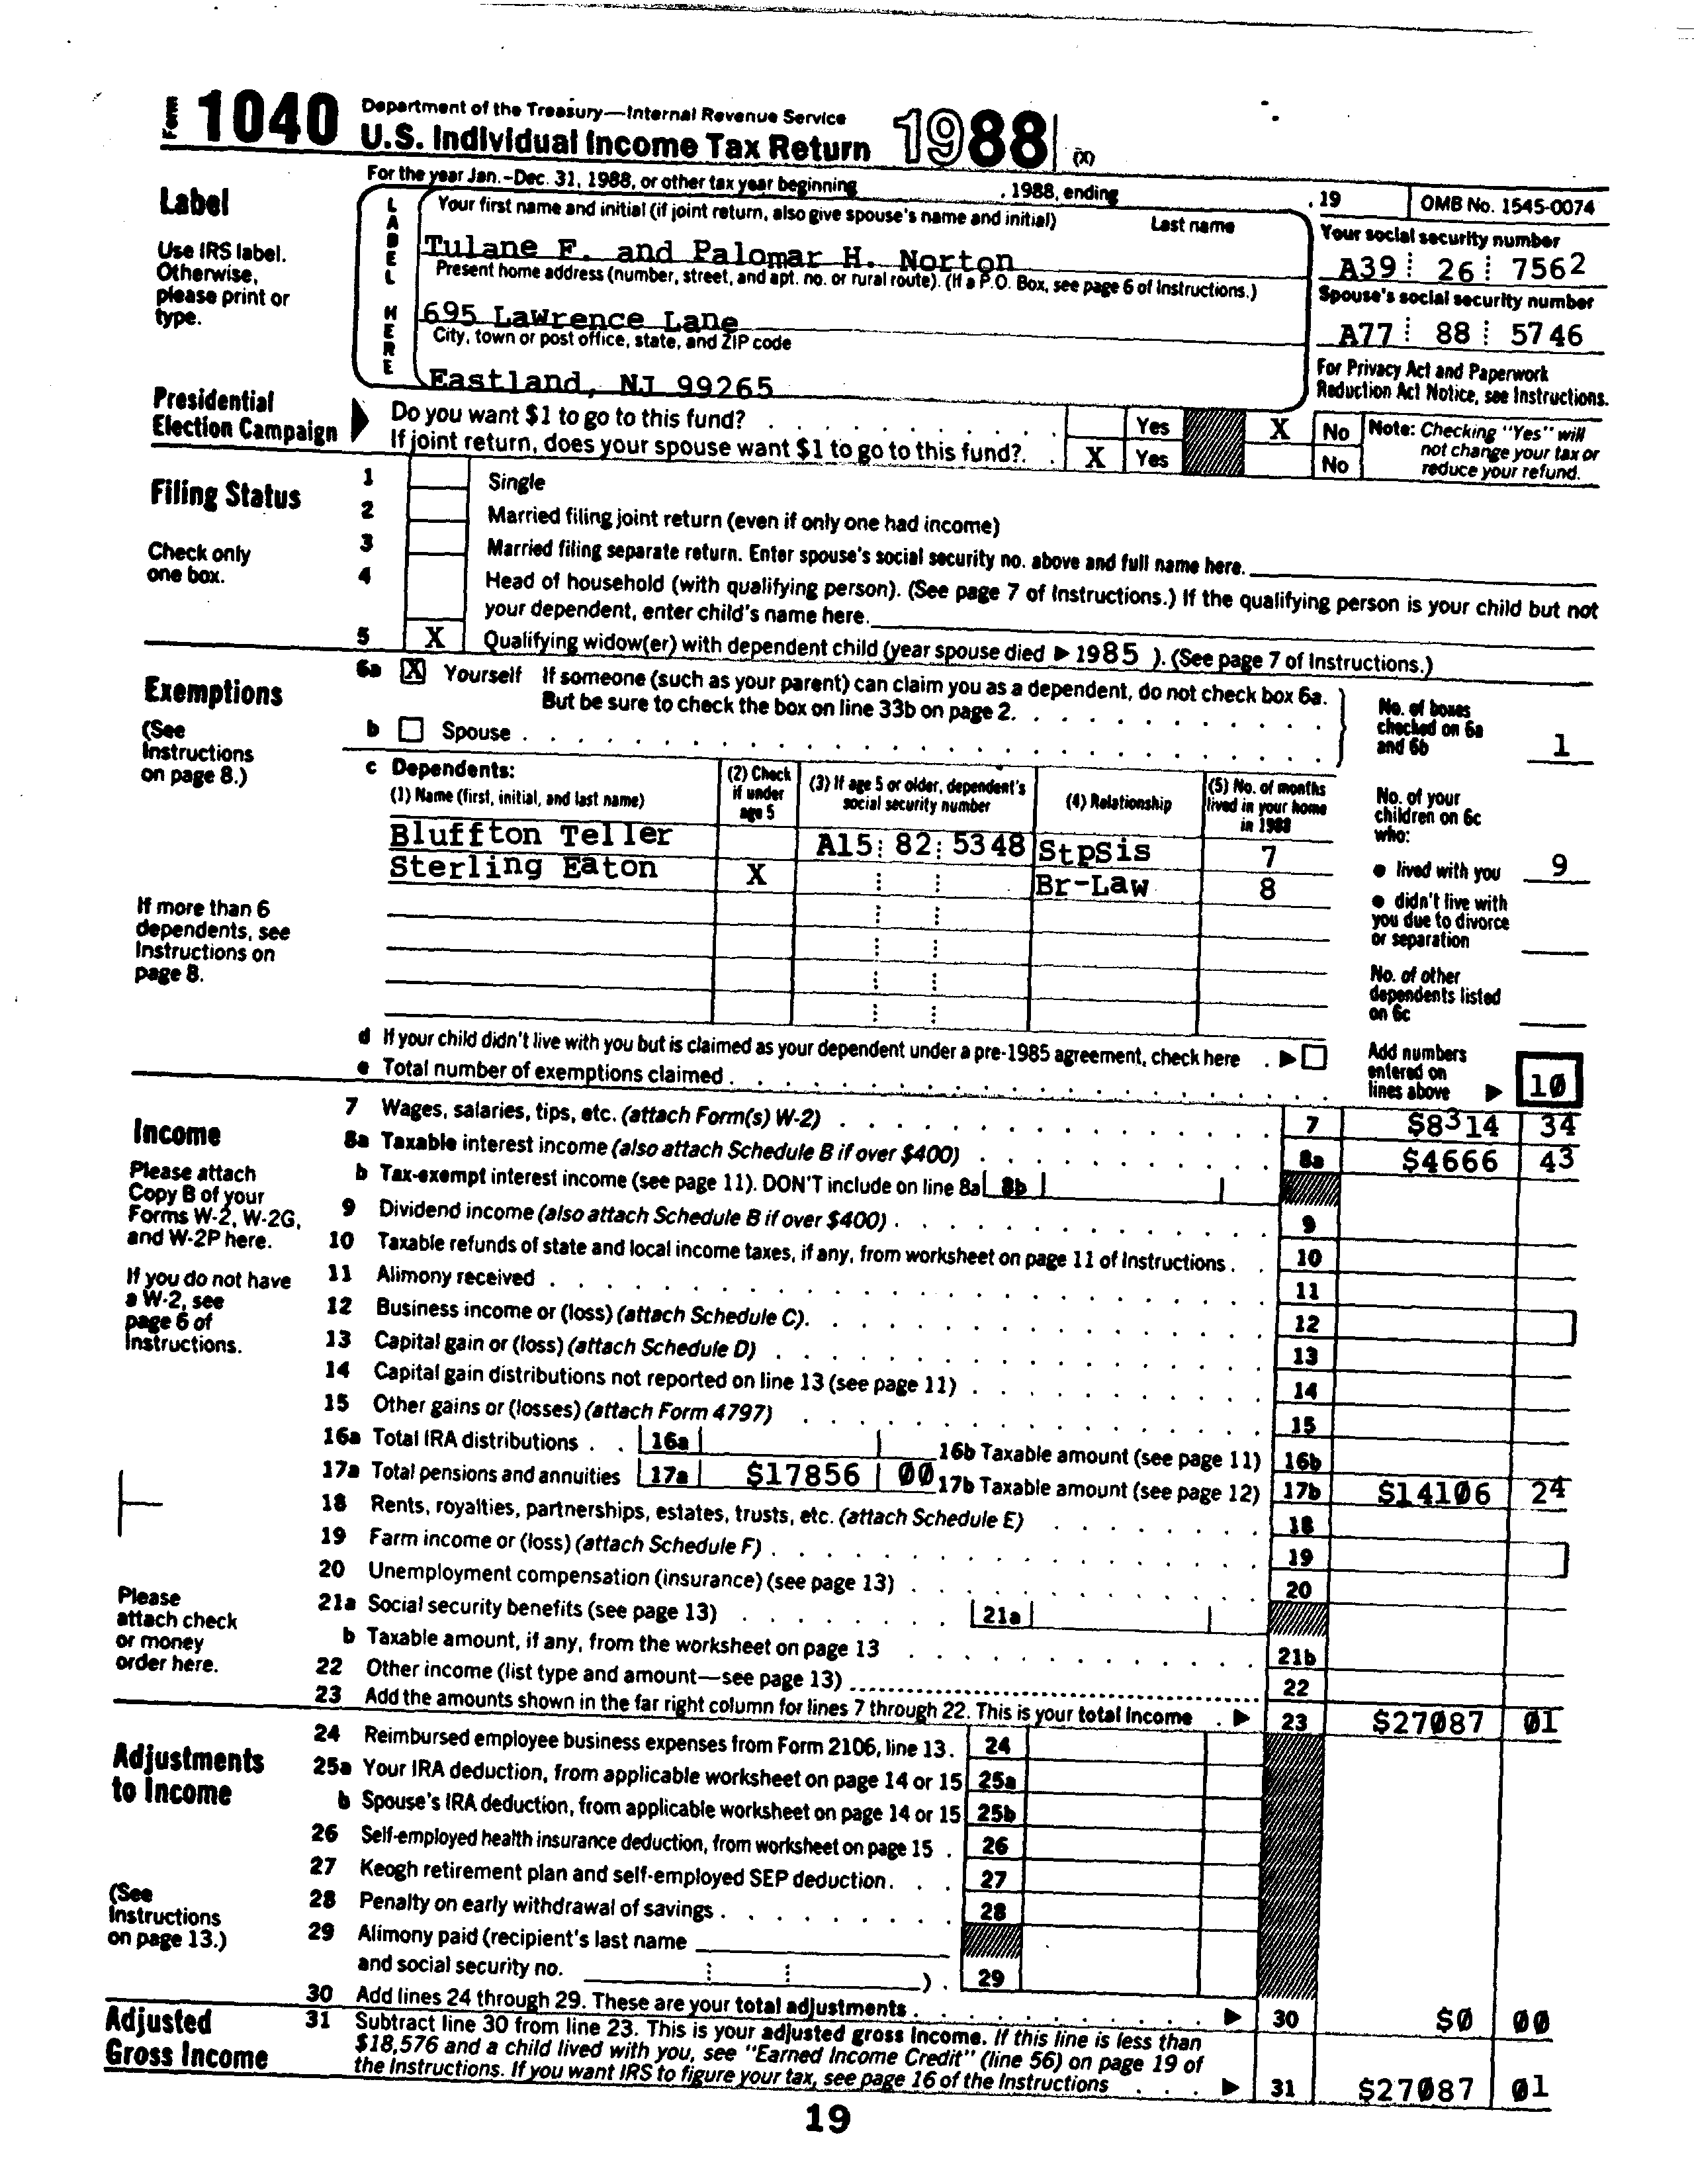 Form 1040 Department of the Treasury—Internal Revenue Service
U.S. Individual Income Tax Return 1988 (X)
For the year Jan.–Dec. 31, 1988, or other tax year beginning , 1988, ending , 19 OMB No. 1545-0074
Label
Use IRS label.
Otherwise,
please print or
type.
LABEL HERE
Your first name and initial (if joint return, also give spouse's name and initial) Last name
Tulane F. and Palomar H. Norton
Present home address (number, street, and apt. no. or rural route). (If a P.O. Box, see page 6 of Instructions.)
695 Lawrence Lane
City, town or post office, state, and ZIP code
Eastland, NJ 99265
Your social security number
A39 26 7562
Spouse's social security number
A77 88 5746
For Privacy Act and Paperwork
Reduction Act Notice, see Instructions.
Presidential
Election Campaign
Do you want $1 to go to this fund? Yes X No
If joint return, does your spouse want $1 to go to this fund? X Yes No
Note: Checking "Yes" will
not change your tax or
reduce your refund.
Filing Status
Check only
one box.
1 Single
2 Married filing joint return (even if only one had income)
3 Married filing separate return. Enter spouse's social security no. above and full name here.
4 Head of household (with qualifying person). (See page 7 of Instructions.) If the qualifying person is your child but not
your dependent, enter child's name here.
5 X Qualifying widow(er) with dependent child (year spouse died ▶ 1985 ). (See page 7 of Instructions.)
Exemptions
(See
Instructions
on page 8.)
6a X Yourself If someone (such as your parent) can claim you as a dependent, do not check box 6a.
But be sure to check the box on line 33b on page 2.
b Spouse
No. of boxes
checked on 6a
and 6b 1
c Dependents:
(1) Name (first, initial, and last name)
(2) Check
if under
age 5
(3) If age 5 or older, dependent's
social security number
(4) Relationship
(5) No. of months
lived in your home
in 1988
Bluffton Teller A15 82 5348 StpSis 7
Sterling Eaton X Br-Law 8
If more than 6
dependents, see
Instructions on
page 8.
No. of your
children on 6c
who:
● lived with you 9
● didn't live with
you due to divorce
or separation
No. of other
dependents listed
on 6c
d If your child didn't live with you but is claimed as your dependent under a pre-1985 agreement, check here ▶
e Total number of exemptions claimed
Add numbers
entered on
lines above ▶ 10
Income
Please attach
Copy B of your
Forms W-2, W-2G,
and W-2P here.
If you do not have
a W-2, see
page 6 of
Instructions.
Please
attach check
or money
order here.
7 Wages, salaries, tips, etc. (attach Form(s) W-2) 7 $8314 34
8a Taxable interest income (also attach Schedule B if over $400) 8a $4666 43
b Tax-exempt interest income (see page 11). DON'T include on line 8a 8b
9 Dividend income (also attach Schedule B if over $400) 9
10 Taxable refunds of state and local income taxes, if any, from worksheet on page 11 of Instructions 10
11 Alimony received 11
12 Business income or (loss) (attach Schedule C) 12
13 Capital gain or (loss) (attach Schedule D) 13
14 Capital gain distributions not reported on line 13 (see page 11) 14
15 Other gains or (losses) (attach Form 4797) 15
16a Total IRA distributions 16a 16b Taxable amount (see page 11) 16b
17a Total pensions and annuities 17a $17856 00 17b Taxable amount (see page 12) 17b $14106 24
18 Rents, royalties, partnerships, estates, trusts, etc. (attach Schedule E) 18
19 Farm income or (loss) (attach Schedule F) 19
20 Unemployment compensation (insurance) (see page 13) 20
21a Social security benefits (see page 13) 21a
b Taxable amount, if any, from the worksheet on page 13 21b
22 Other income (list type and amount—see page 13) 22
23 Add the amounts shown in the far right column for lines 7 through 22. This is your total income ▶ 23 $27087 01
Adjustments
to Income
(See
Instructions
on page 13.)
24 Reimbursed employee business expenses from Form 2106, line 13. 24
25a Your IRA deduction, from applicable worksheet on page 14 or 15 25a
b Spouse's IRA deduction, from applicable worksheet on page 14 or 15 25b
26 Self-employed health insurance deduction, from worksheet on page 15 26
27 Keogh retirement plan and self-employed SEP deduction 27
28 Penalty on early withdrawal of savings 28
29 Alimony paid (recipient's last name
and social security no. ) 29
30 Add lines 24 through 29. These are your total adjustments ▶ 30 $0 00
Adjusted
Gross Income
31 Subtract line 30 from line 23. This is your adjusted gross income. If this line is less than
$18,576 and a child lived with you, see "Earned Income Credit" (line 56) on page 19 of
the Instructions. If you want IRS to figure your tax, see page 16 of the Instructions ▶ 31 $27087 01
19